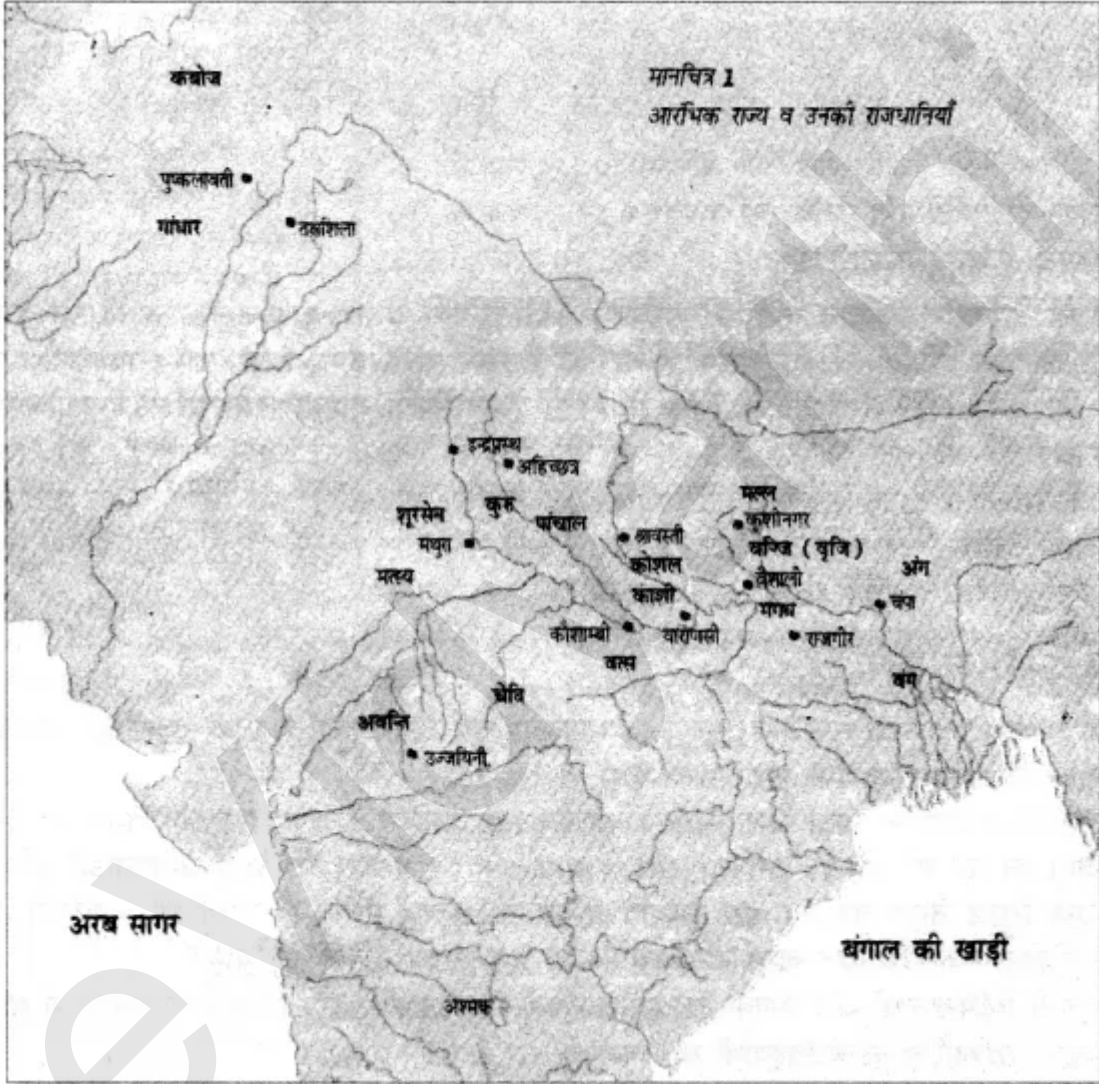 मानचित्र 1
आरंभिक राज्य व उनकी राजधानियाँ
कंबोज
पुष्कलावती
गांधार
तक्षशिला
इन्द्रप्रस्थ
अहिच्छत्र
कुरु
शूरसेन
पांचाल
मथुरा
मत्स्य
श्रावस्ती
कोशल
काशी
मल्ल
कुशीनगर
वज्जि (वृजि)
वैशाली
अंग
चंपा
मगध
राजगीर
वाराणसी
कौशाम्बी
वत्स
चेदि
वंग
अवन्ति
उज्जयिनी
अरब सागर
बंगाल की खाड़ी
अश्मक